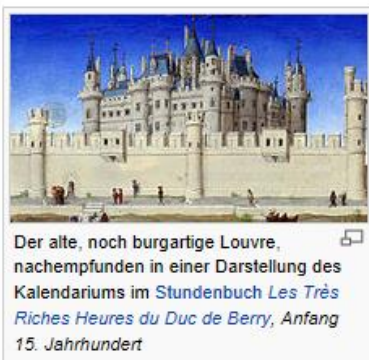 Der alte, noch burgartige Louvre,
nachempfunden in einer Darstellung des
Kalendariums im Stundenbuch Les Très
Riches Heures du Duc de Berry, Anfang
15. Jahrhundert